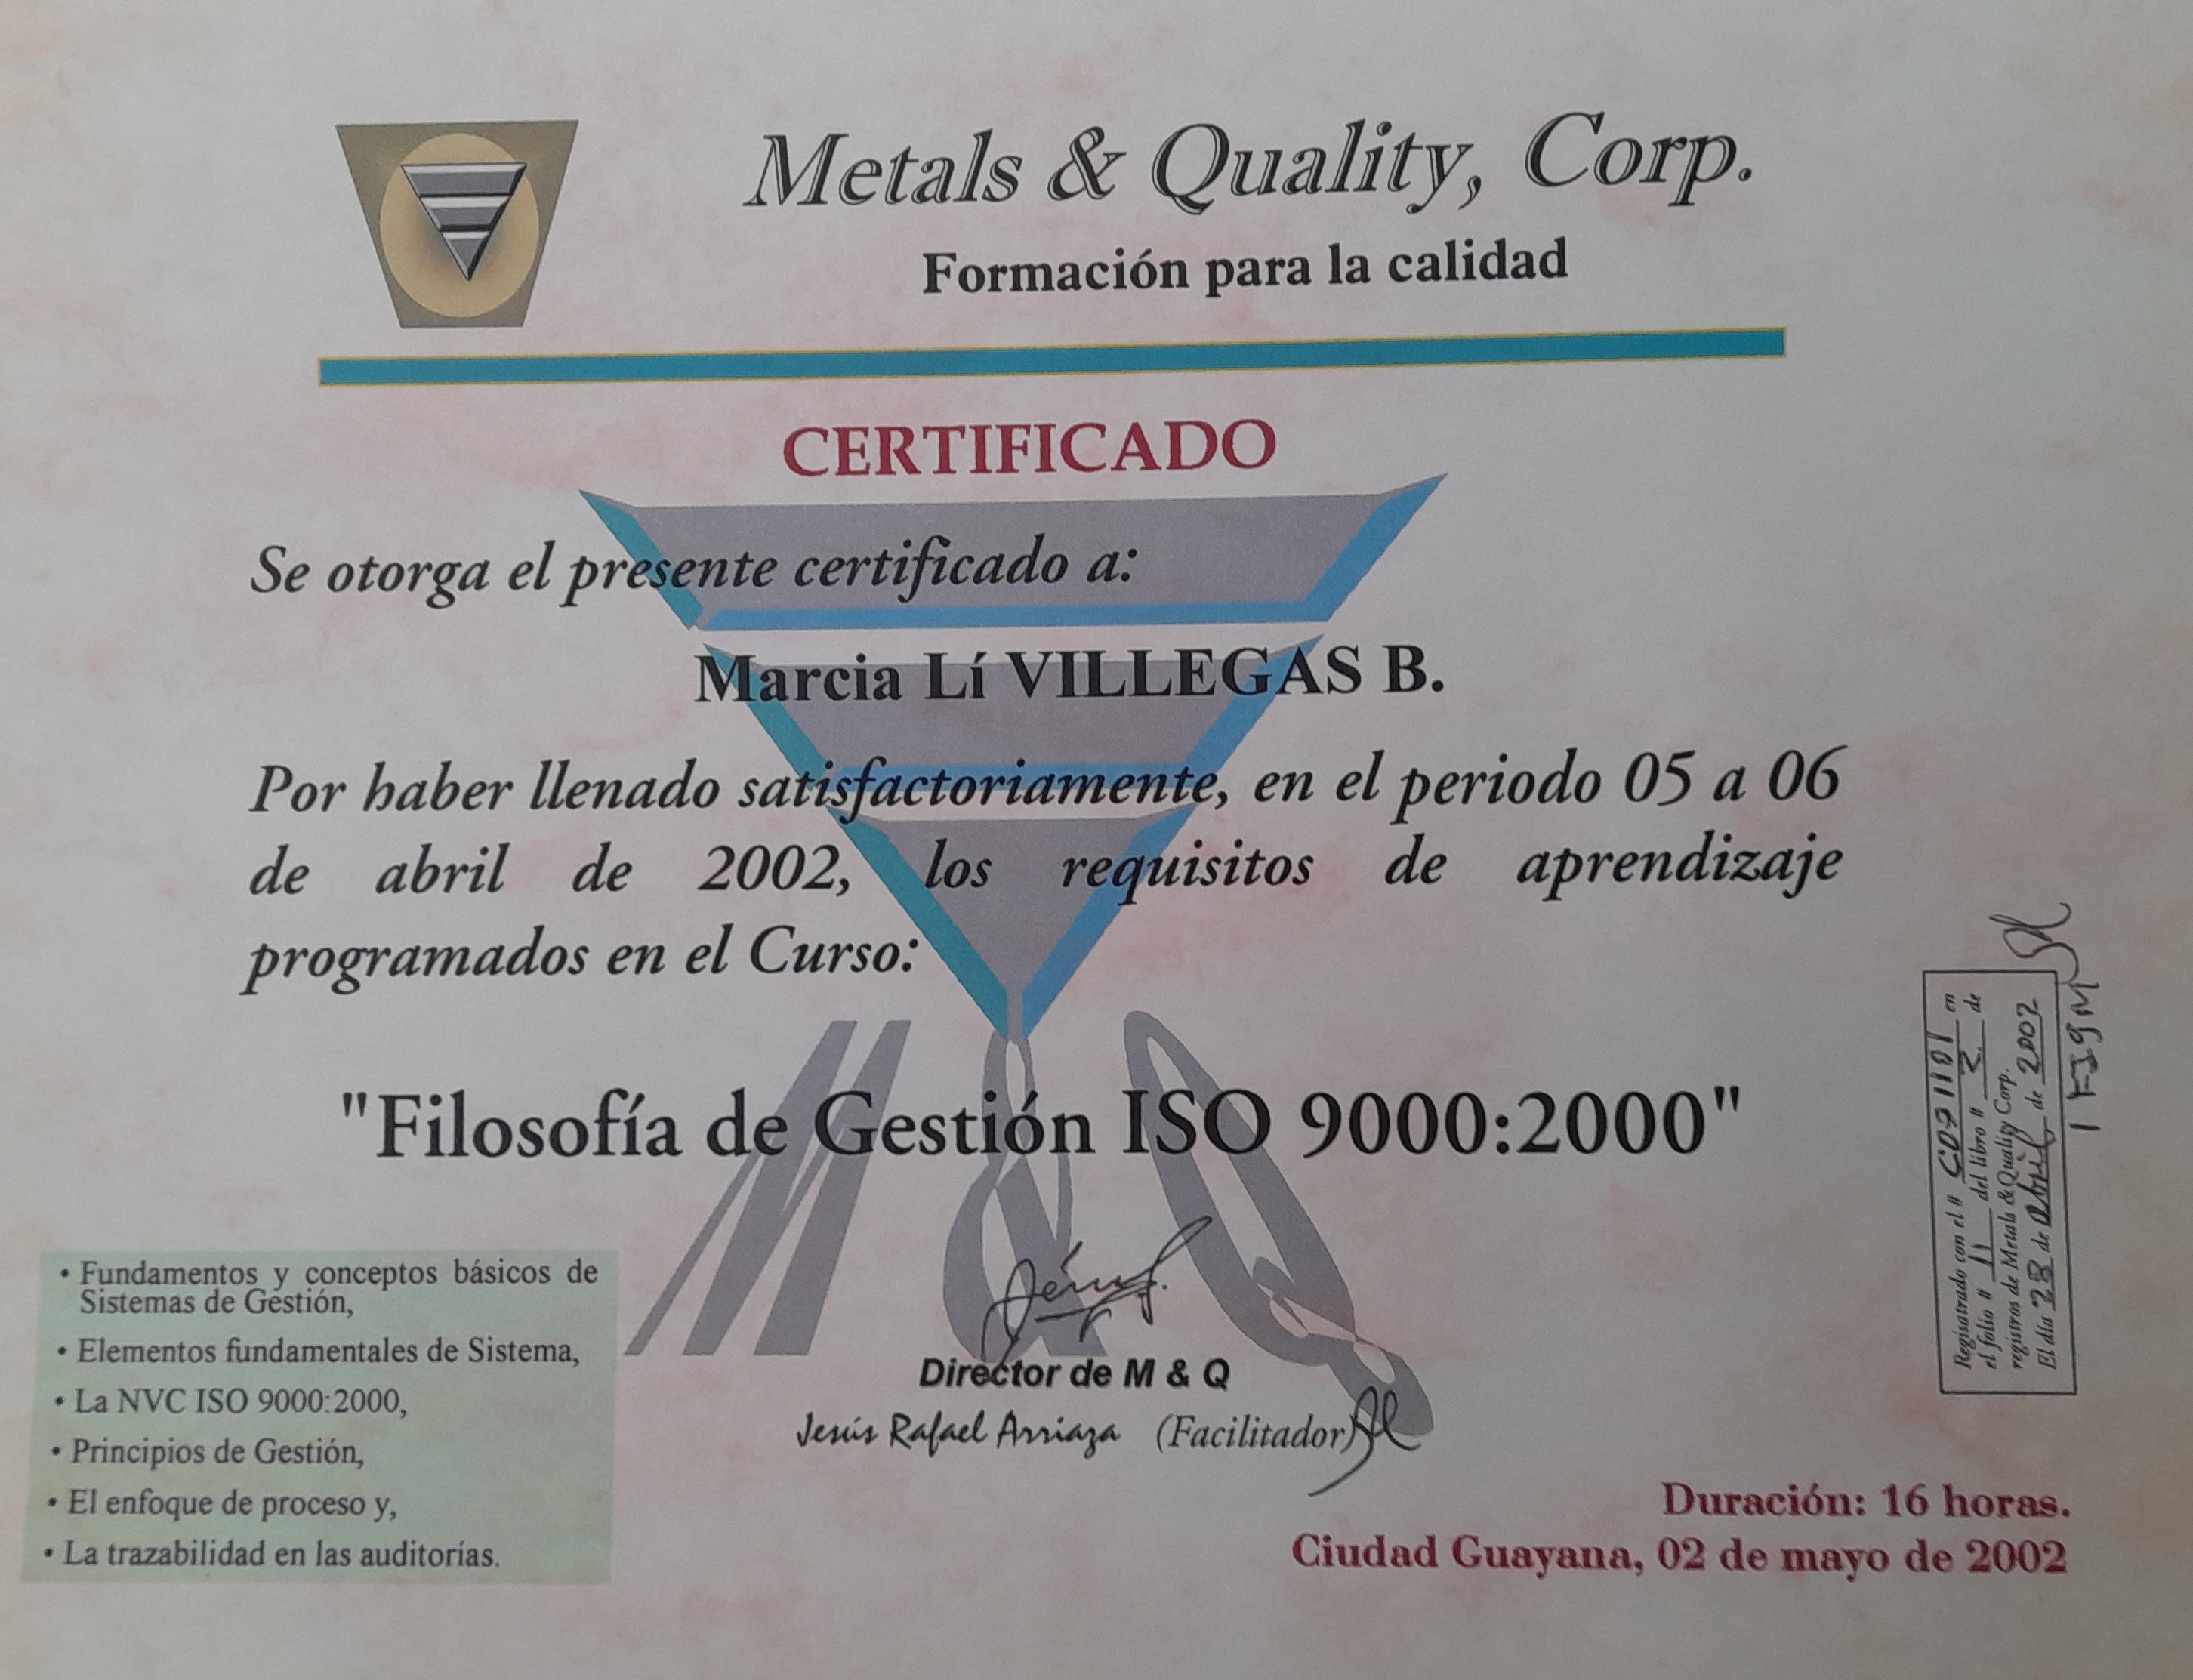 Metals & Quality, Corp.
Formación para la calidad
CERTIFICADO
Se otorga el presente certificado a:
Marcia Lí VILLEGAS B.
Por haber llenado satisfactoriamente, en el periodo 05 a 06
de abril de 2002, los requisitos de aprendizaje
programados en el Curso:
M & Q
"Filosofía de Gestión ISO 9000:2000"
• Fundamentos y conceptos básicos de
Sistemas de Gestión,
• Elementos fundamentales de Sistema,
• La NVC ISO 9000:2000,
• Principios de Gestión,
• El enfoque de proceso y,
• La trazabilidad en las auditorías.
Director de M & Q
Jesús Rafael Arriaza (Facilitador)
Registrado con el # C071101 en
el folio # 11 del libro # 2 de
registros de Metals & Quality Corp.
El día 28 de Abril de 2002
Duración: 16 horas.
Ciudad Guayana, 02 de mayo de 2002